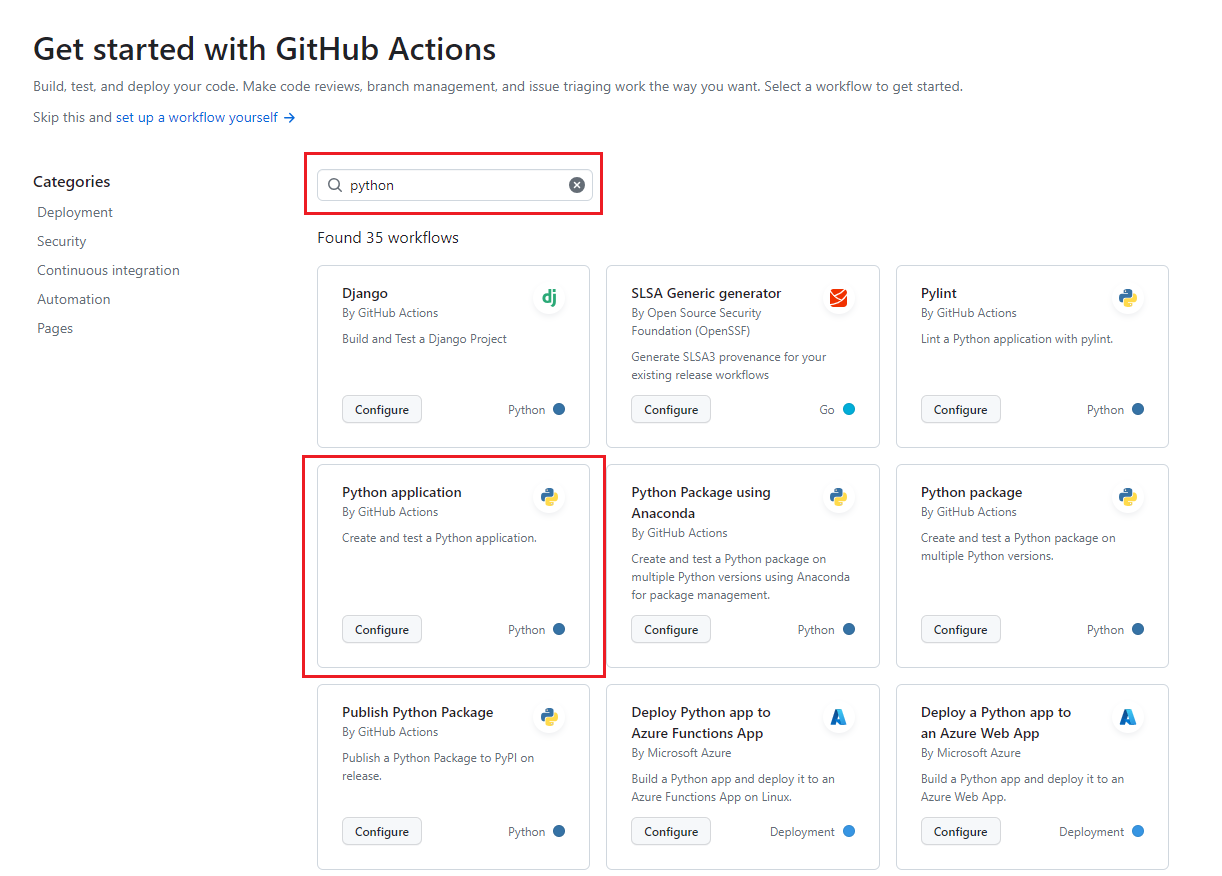 Get started with GitHub Actions
Build, test, and deploy your code. Make code reviews, branch management, and issue triaging work the way you want. Select a workflow to get started.
Skip this and set up a workflow yourself →
Categories
Deployment
Security
Continuous integration
Automation
Pages
python
Found 35 workflows
Django
By GitHub Actions
Build and Test a Django Project
Configure
Python
dj
SLSA Generic generator
By Open Source Security
Foundation (OpenSSF)
Generate SLSA3 provenance for your
existing release workflows
Configure
Go
Pylint
By GitHub Actions
Lint a Python application with pylint.
Configure
Python
Python application
By GitHub Actions
Create and test a Python application.
Configure
Python
Python Package using
Anaconda
By GitHub Actions
Create and test a Python package on
multiple Python versions using Anaconda
for package management.
Configure
Python
Python package
By GitHub Actions
Create and test a Python package on
multiple Python versions.
Configure
Python
Publish Python Package
By GitHub Actions
Publish a Python Package to PyPI on
release.
Configure
Python
Deploy Python app to
Azure Functions App
By Microsoft Azure
Build a Python app and deploy it to an
Azure Functions App on Linux.
Configure
Deployment
Deploy a Python app to
an Azure Web App
By Microsoft Azure
Build a Python app and deploy it to an
Azure Web App.
Configure
Deployment